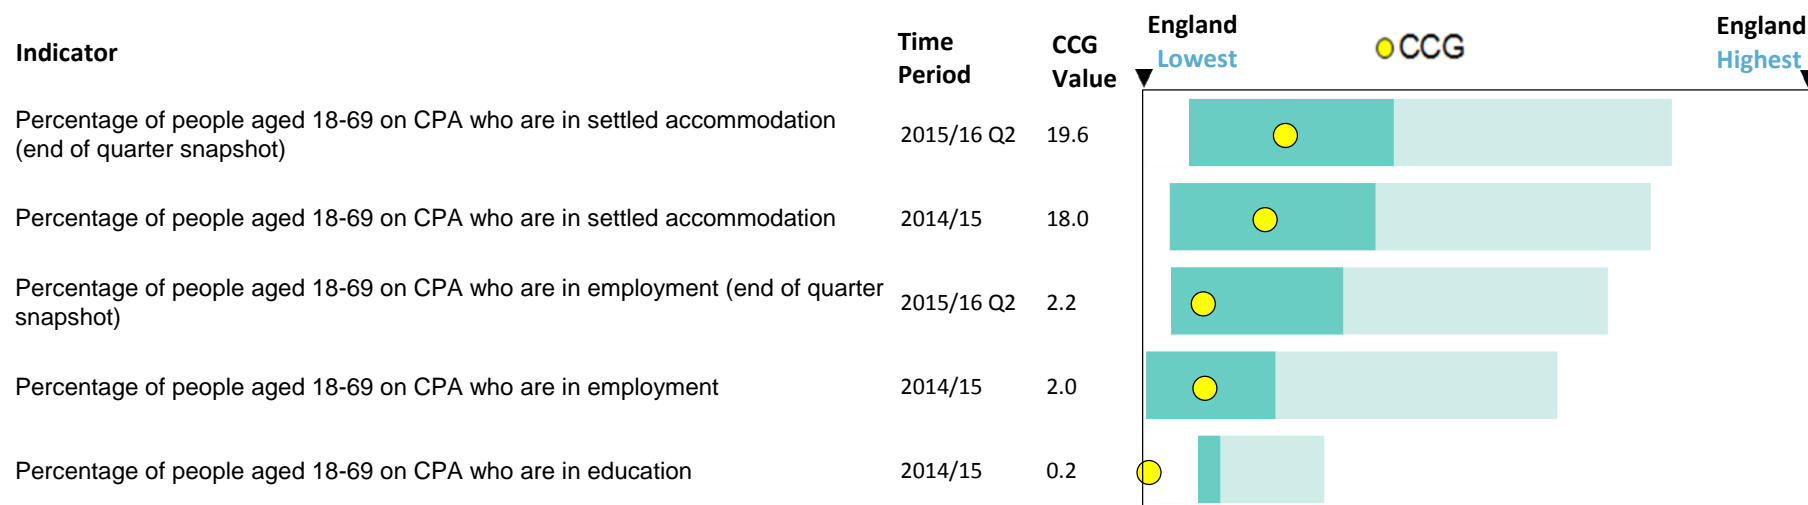 Indicator
Time Period
CCG Value
England Lowest
CCG
England Highest
Percentage of people aged 18-69 on CPA who are in settled accommodation
(end of quarter snapshot)
2015/16 Q2
19.6
Percentage of people aged 18-69 on CPA who are in settled accommodation
2014/15
18.0
Percentage of people aged 18-69 on CPA who are in employment (end of quarter
snapshot)
2015/16 Q2
2.2
Percentage of people aged 18-69 on CPA who are in employment
2014/15
2.0
Percentage of people aged 18-69 on CPA who are in education
2014/15
0.2